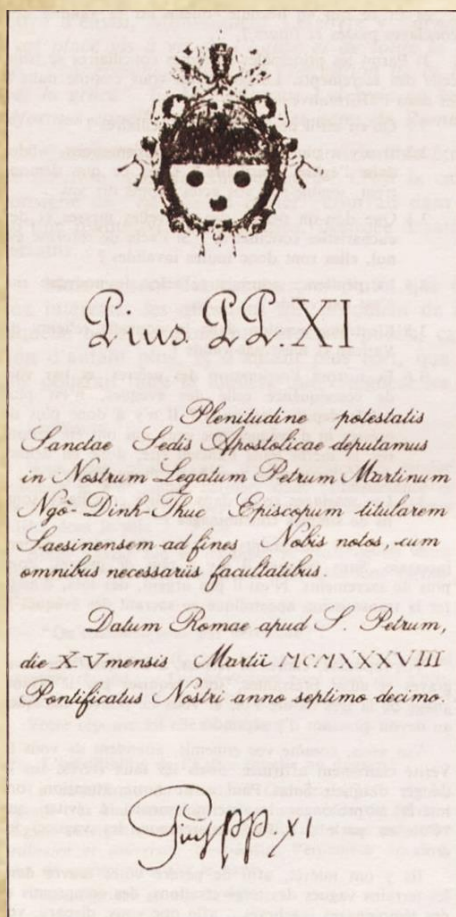 Pius PP. XI
Plenitudine potestatis
Sanctae Sedis Apostolicae deputamus
in Nostrum Legatum Petrum Martinum
Ngô-Dinh-Thuc Episcopum titularem
Saesinensem ad fines Nobis notos, cum
omnibus necessariis facultatibus.
Datum Romae apud S. Petrum,
die XV mensis Martii MCMXXXVIII
Pontificatus Nostri anno septimo decimo.
Pius PP. XI